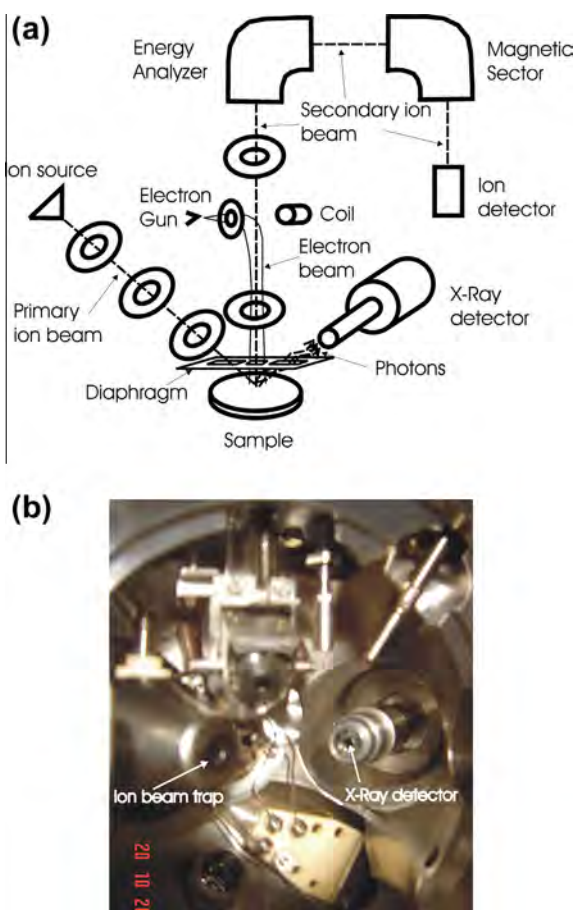 (a)
Energy
Analyzer
Magnetic
Sector
Secondary ion
beam
Ion source
Electron
Gun
Coil
Ion
detector
Electron
beam
Primary
ion beam
X-Ray
detector
Diaphragm
Photons
Sample
(b)
Ion beam trap
X-Ray detector
20 10 2